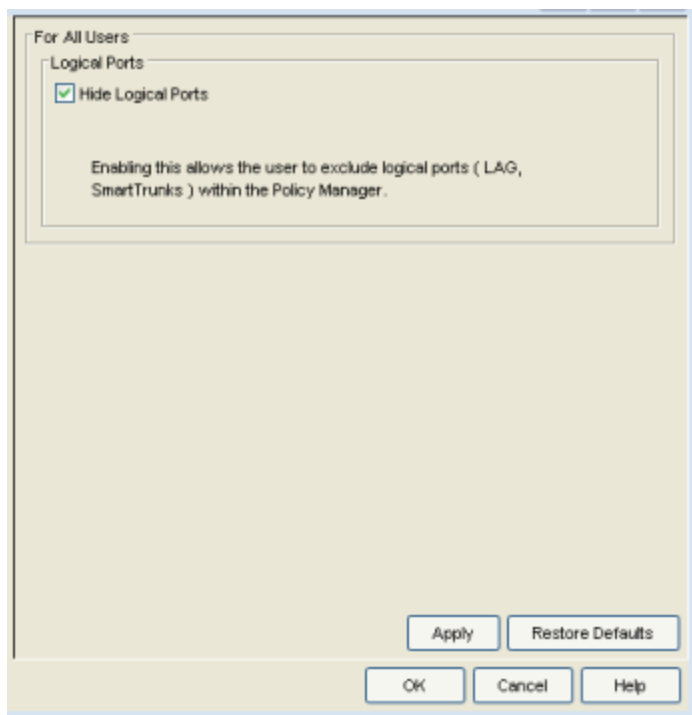 For All Users
Logical Ports
Hide Logical Ports
Enabling this allows the user to exclude logical ports ( LAG,
SmartTrunks ) within the Policy Manager.
Apply
Restore Defaults
OK
Cancel
Help